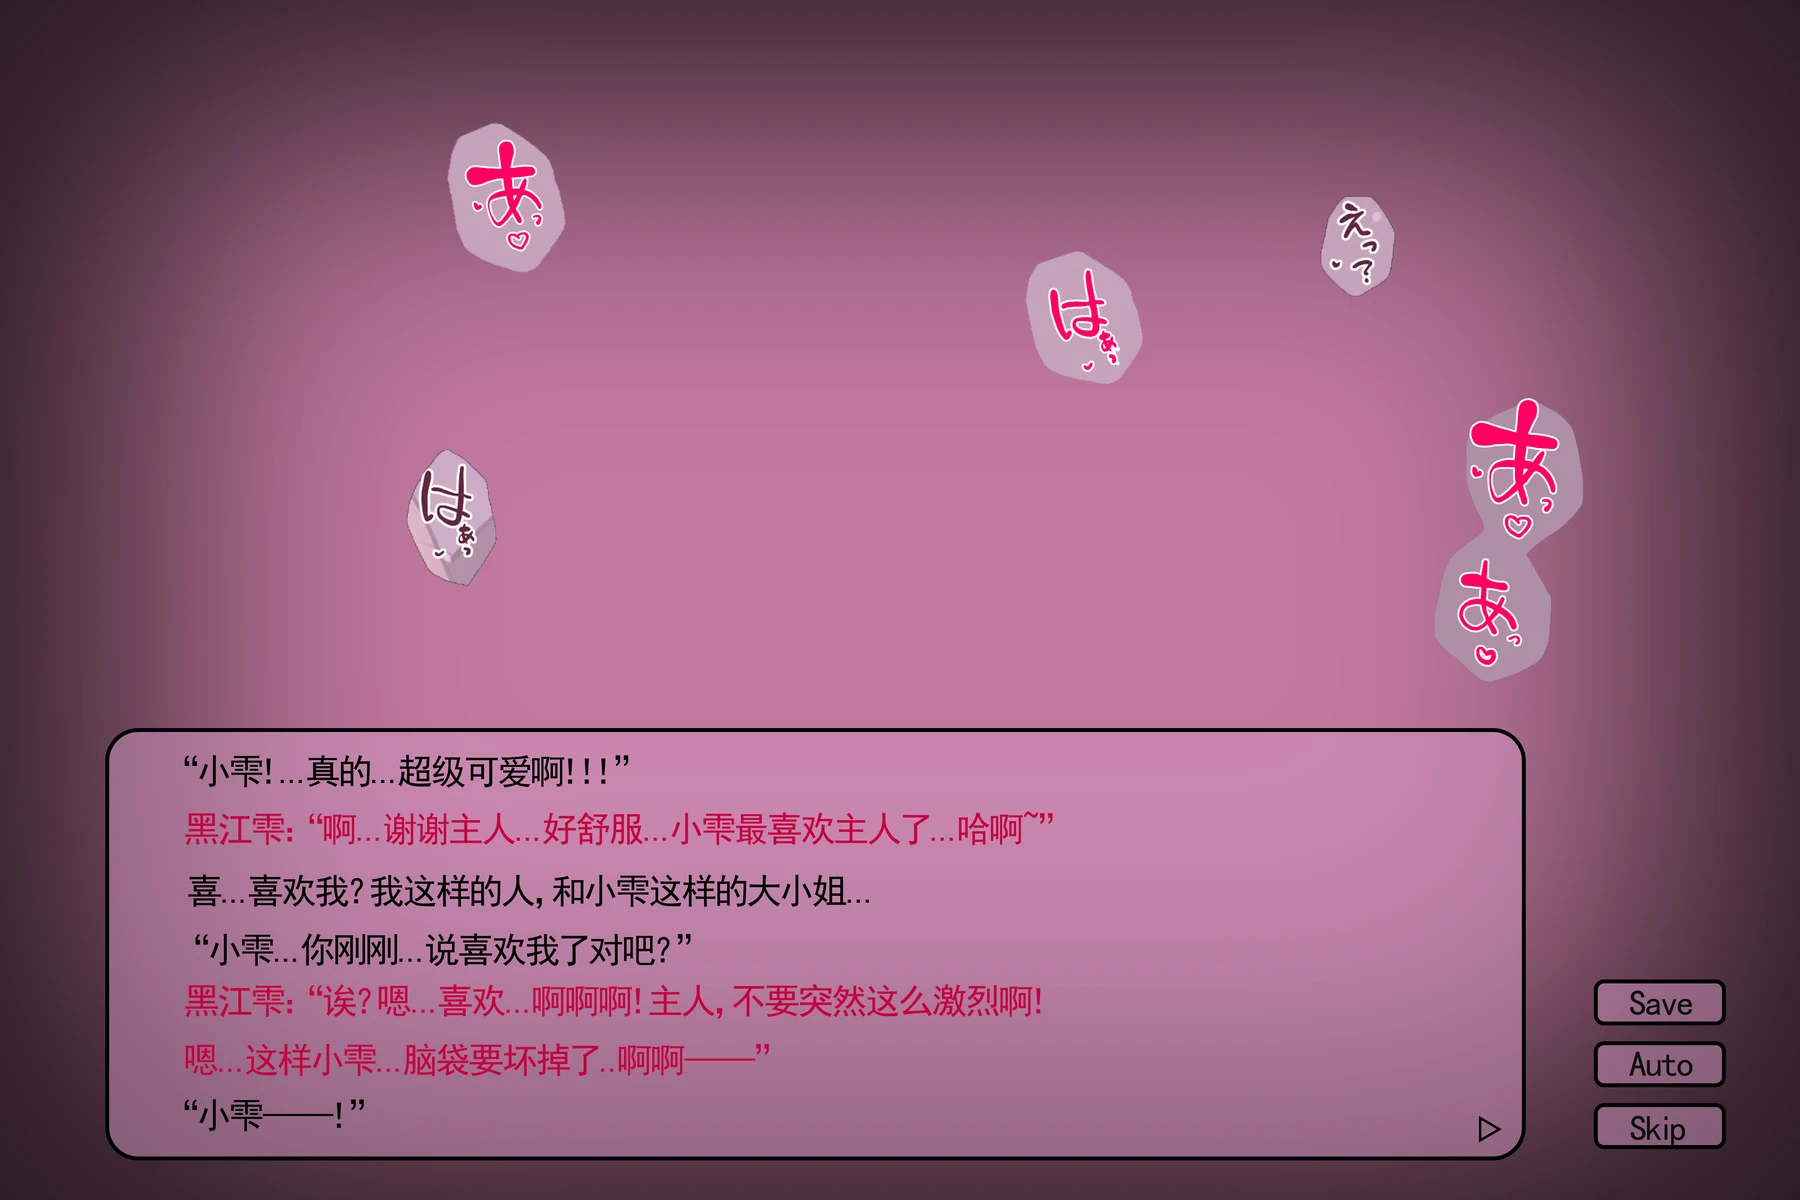 あっ
えっ?
はぁっ
あっ
はぁっ
あっ
“小雫!...真的...超级可爱啊!!!”
黑江雫:“啊...谢谢主人...好舒服...小雫最喜欢主人了...哈啊~”
喜...喜欢我?我这样的人,和小雫这样的大小姐...
“小雫...你刚刚...说喜欢我了对吧?”
黑江雫:“诶?嗯...喜欢...啊啊啊!主人,不要突然这么激烈啊!
嗯...这样小雫...脑袋要坏掉了..啊啊——”
“小雫——!”
Save
Auto
Skip